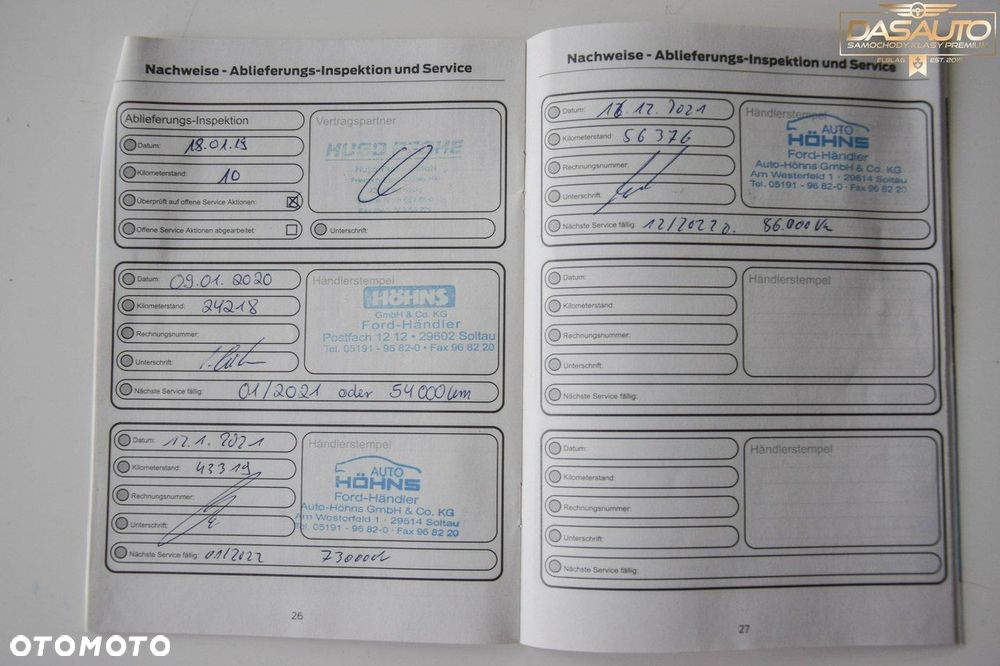 DASAUTO
SAMOCHODY KLASY PREMIUM
ELBLĄG EST. 2015
Nachweise - Ablieferungs-Inspektion und Service
Ablieferungs-Inspektion
Datum: 18.01.19
Kilometerstand: 10
Überprüft auf offene Service Aktionen:
Offene Service Aktionen abgearbeitet:
Vertragspartner
HUGO
Unterschrift:
Datum: 09.01. 2020
Kilometerstand: 24218
Rechnungsnummer:
Unterschrift:
Nächste Service fällig: 01/2021 oder 54000km
Händlerstempel
HÖHNS
GmbH & Co. KG
Ford-Händler
Postfach 12 12 • 29602 Soltau
Tel. 05191 - 96 82-0 • Fax 96 82 20
Datum: 12.1. 2021
Kilometerstand: 43319
Rechnungsnummer:
Unterschrift:
Nächste Service fällig: 01/2022 73000
Händlerstempel
AUTO
HÖHNS
Ford-Händler
Auto-Höhns GmbH & Co. KG
Am Westerfeld 1 · 29614 Soltau
Tel. 05191 - 96 82-0 · Fax 96 82 20
26
Nachweise - Ablieferungs-Inspektion und Service
Datum: 16.12.2021
Kilometerstand: 56376
Rechnungsnummer:
Unterschrift:
Nächste Service fällig: 12/2022 o. 86.000
Händlerstempel
AUTO
HÖHNS
Ford-Händler
Auto-Höhns GmbH & Co. KG
Am Westerfeld 1 · 29614 Soltau
Tel. 05191 - 96 82-0 · Fax 96 82 20
Datum:
Kilometerstand:
Rechnungsnummer:
Unterschrift:
Nächste Service fällig:
Händlerstempel
Datum:
Kilometerstand:
Rechnungsnummer:
Unterschrift:
Nächste Service fällig:
Händlerstempel
27
OTOMOTO